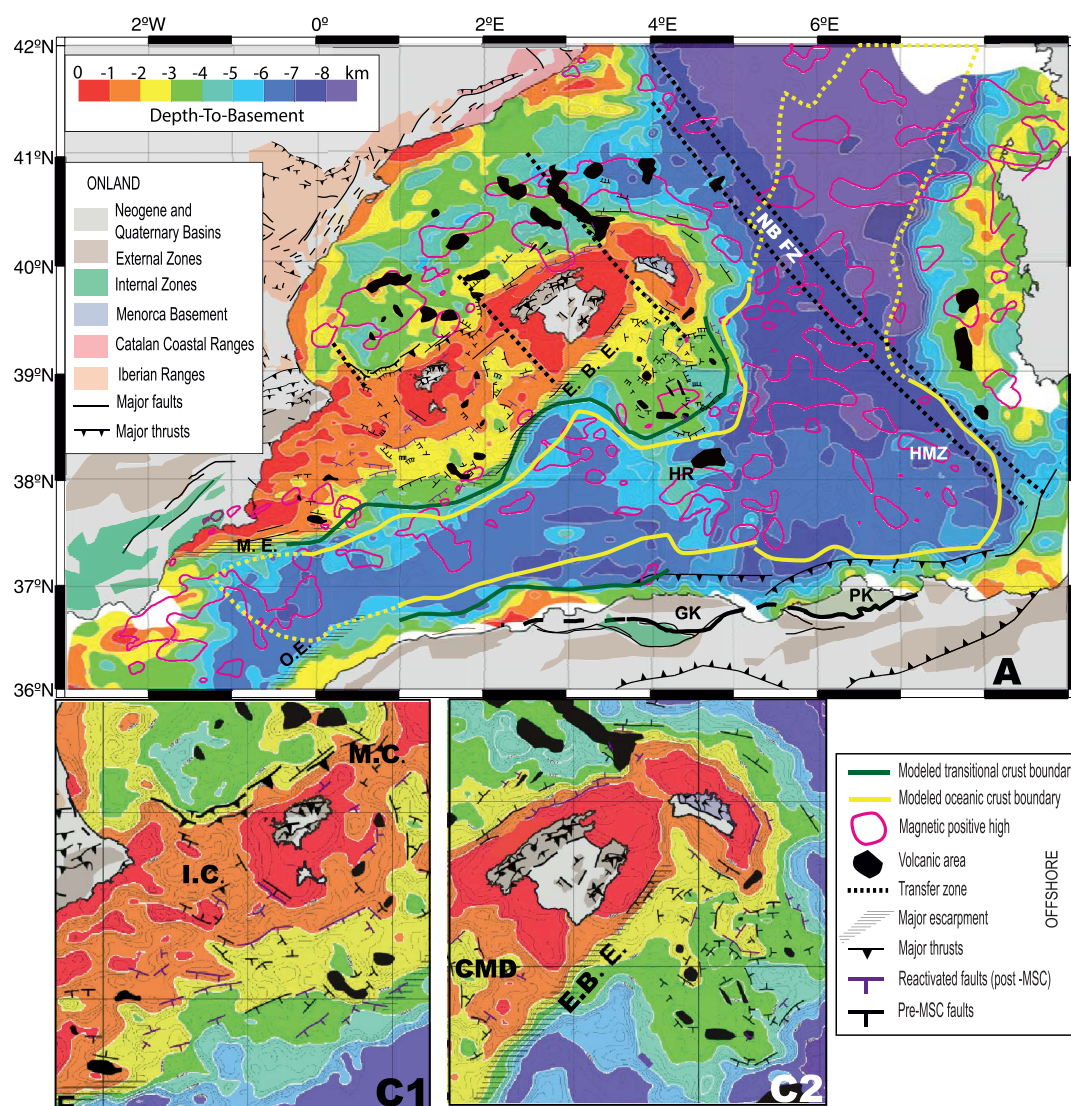 2ºW 0º 2ºE 4ºE 6ºE
42ºN
0 -1 -2 -3 -4 -5 -6 -7 -8 km
Depth-To-Basement
41ºN
ONLAND
Neogene and
Quaternary Basins
External Zones
Internal Zones
Menorca Basement
Catalan Coastal Ranges
Iberian Ranges
Major faults
Major thrusts
NB FZ
40ºN
39ºN
E. B. E.
HR
HMZ
38ºN
M. E.
37ºN
PK
GK
O.E.
36ºN
A
M.C.
I.C.
C1
CMD
E.B. E.
C2
Modeled transitional crust boundar
Modeled oceanic crust boundary
Magnetic positive high
Volcanic area
Transfer zone
Major escarpment
Major thrusts
Reactivated faults (post -MSC)
Pre-MSC faults
OFFSHORE